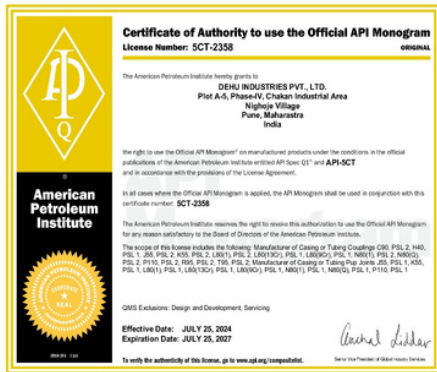 Certificate of Authority to use the Official API Monogram
License Number: 5CT-2358
ORIGINAL
API
Q
®
American
Petroleum
Institute
The American Petroleum Institute hereby grants to
DEHU INDUSTRIES PVT., LTD.
Plot A-5, Phase-IV, Chakan Industrial Area
Nighoje Village
Pune, Maharastra
India
the right to use the Official API Monogram® on manufactured products under the conditions in the official
publications of the American Petroleum Institute entitled API Spec Q1® and API-5CT
and in accordance with the provisions of the License Agreement.
In all cases where the Official API Monogram is applied, the API Monogram shall be used in conjunction with this
certificate number: 5CT-2358
The American Petroleum Institute reserves the right to revoke this authorization to use the Official API Monogram
for any reason satisfactory to the Board of Directors of the American Petroleum Institute.
The scope of this license includes the following: Manufacturer of Casing or Tubing Couplings C90, PSL 2, H40,
PSL 1, J55, PSL 2, K55, PSL 2, L80(1), PSL 2, L80(13Cr), PSL 1, L80(9Cr), PSL 1, N80(1), PSL 2, N80(Q),
PSL 2, P110, PSL 2, R95, PSL 2, T95, PSL 2, Manufacturer of Casing or Tubing Pup Joints J55, PSL 1, K55,
PSL 1, L80(1), PSL 1, L80(13Cr), PSL 1, L80(9Cr), PSL 1, N80(1), PSL 1, N80(Q), PSL 1, P110, PSL 1
QMS Exclusions: Design and Development; Servicing
Effective Date: JULY 25, 2024
Expiration Date: JULY 25, 2027
To verify the authenticity of this license, go to www.api.org/compositelist.
Senior Vice President of Global Industry Services
CERTIFICATE
SEAL